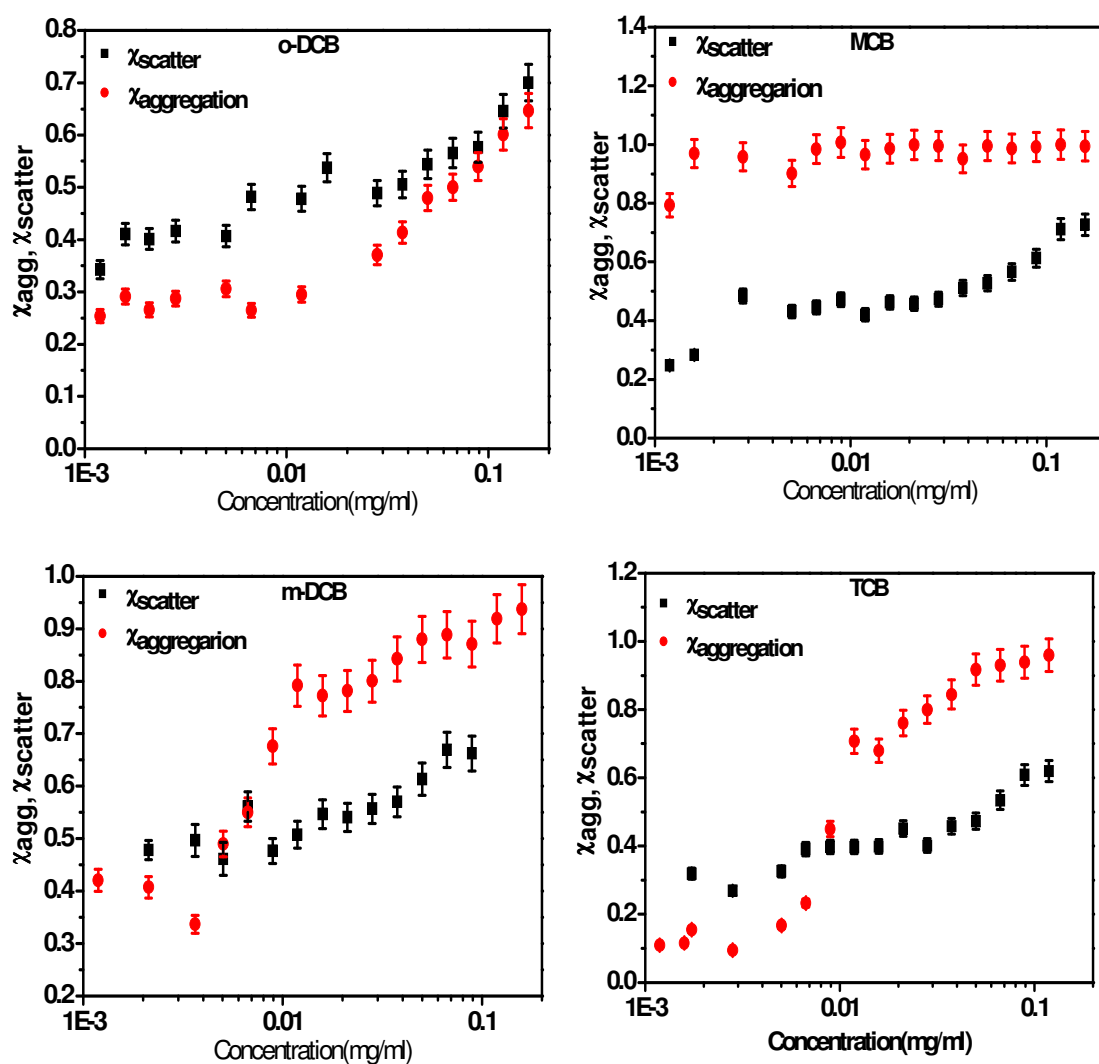 o-DCB
χscatter
χaggregation
0.8
0.7
0.6
0.5
0.4
0.3
0.2
0.1
0.0
χagg, χscatter
1E-3
0.01
0.1
Concentration(mg/ml)
MCB
χscatter
χaggregarion
1.4
1.2
1.0
0.8
0.6
0.4
0.2
0.0
χagg, χscatter
1E-3
0.01
0.1
Concentration(mg/ml)
m-DCB
χscatter
χaggregarion
1.0
0.9
0.8
0.7
0.6
0.5
0.4
0.3
0.2
χagg, χscatter
1E-3
0.01
0.1
Concentration(mg/ml)
TCB
χscatter
χaggregation
1.2
1.0
0.8
0.6
0.4
0.2
0.0
χagg, χscatter
1E-3
0.01
0.1
Concentration(mg/ml)